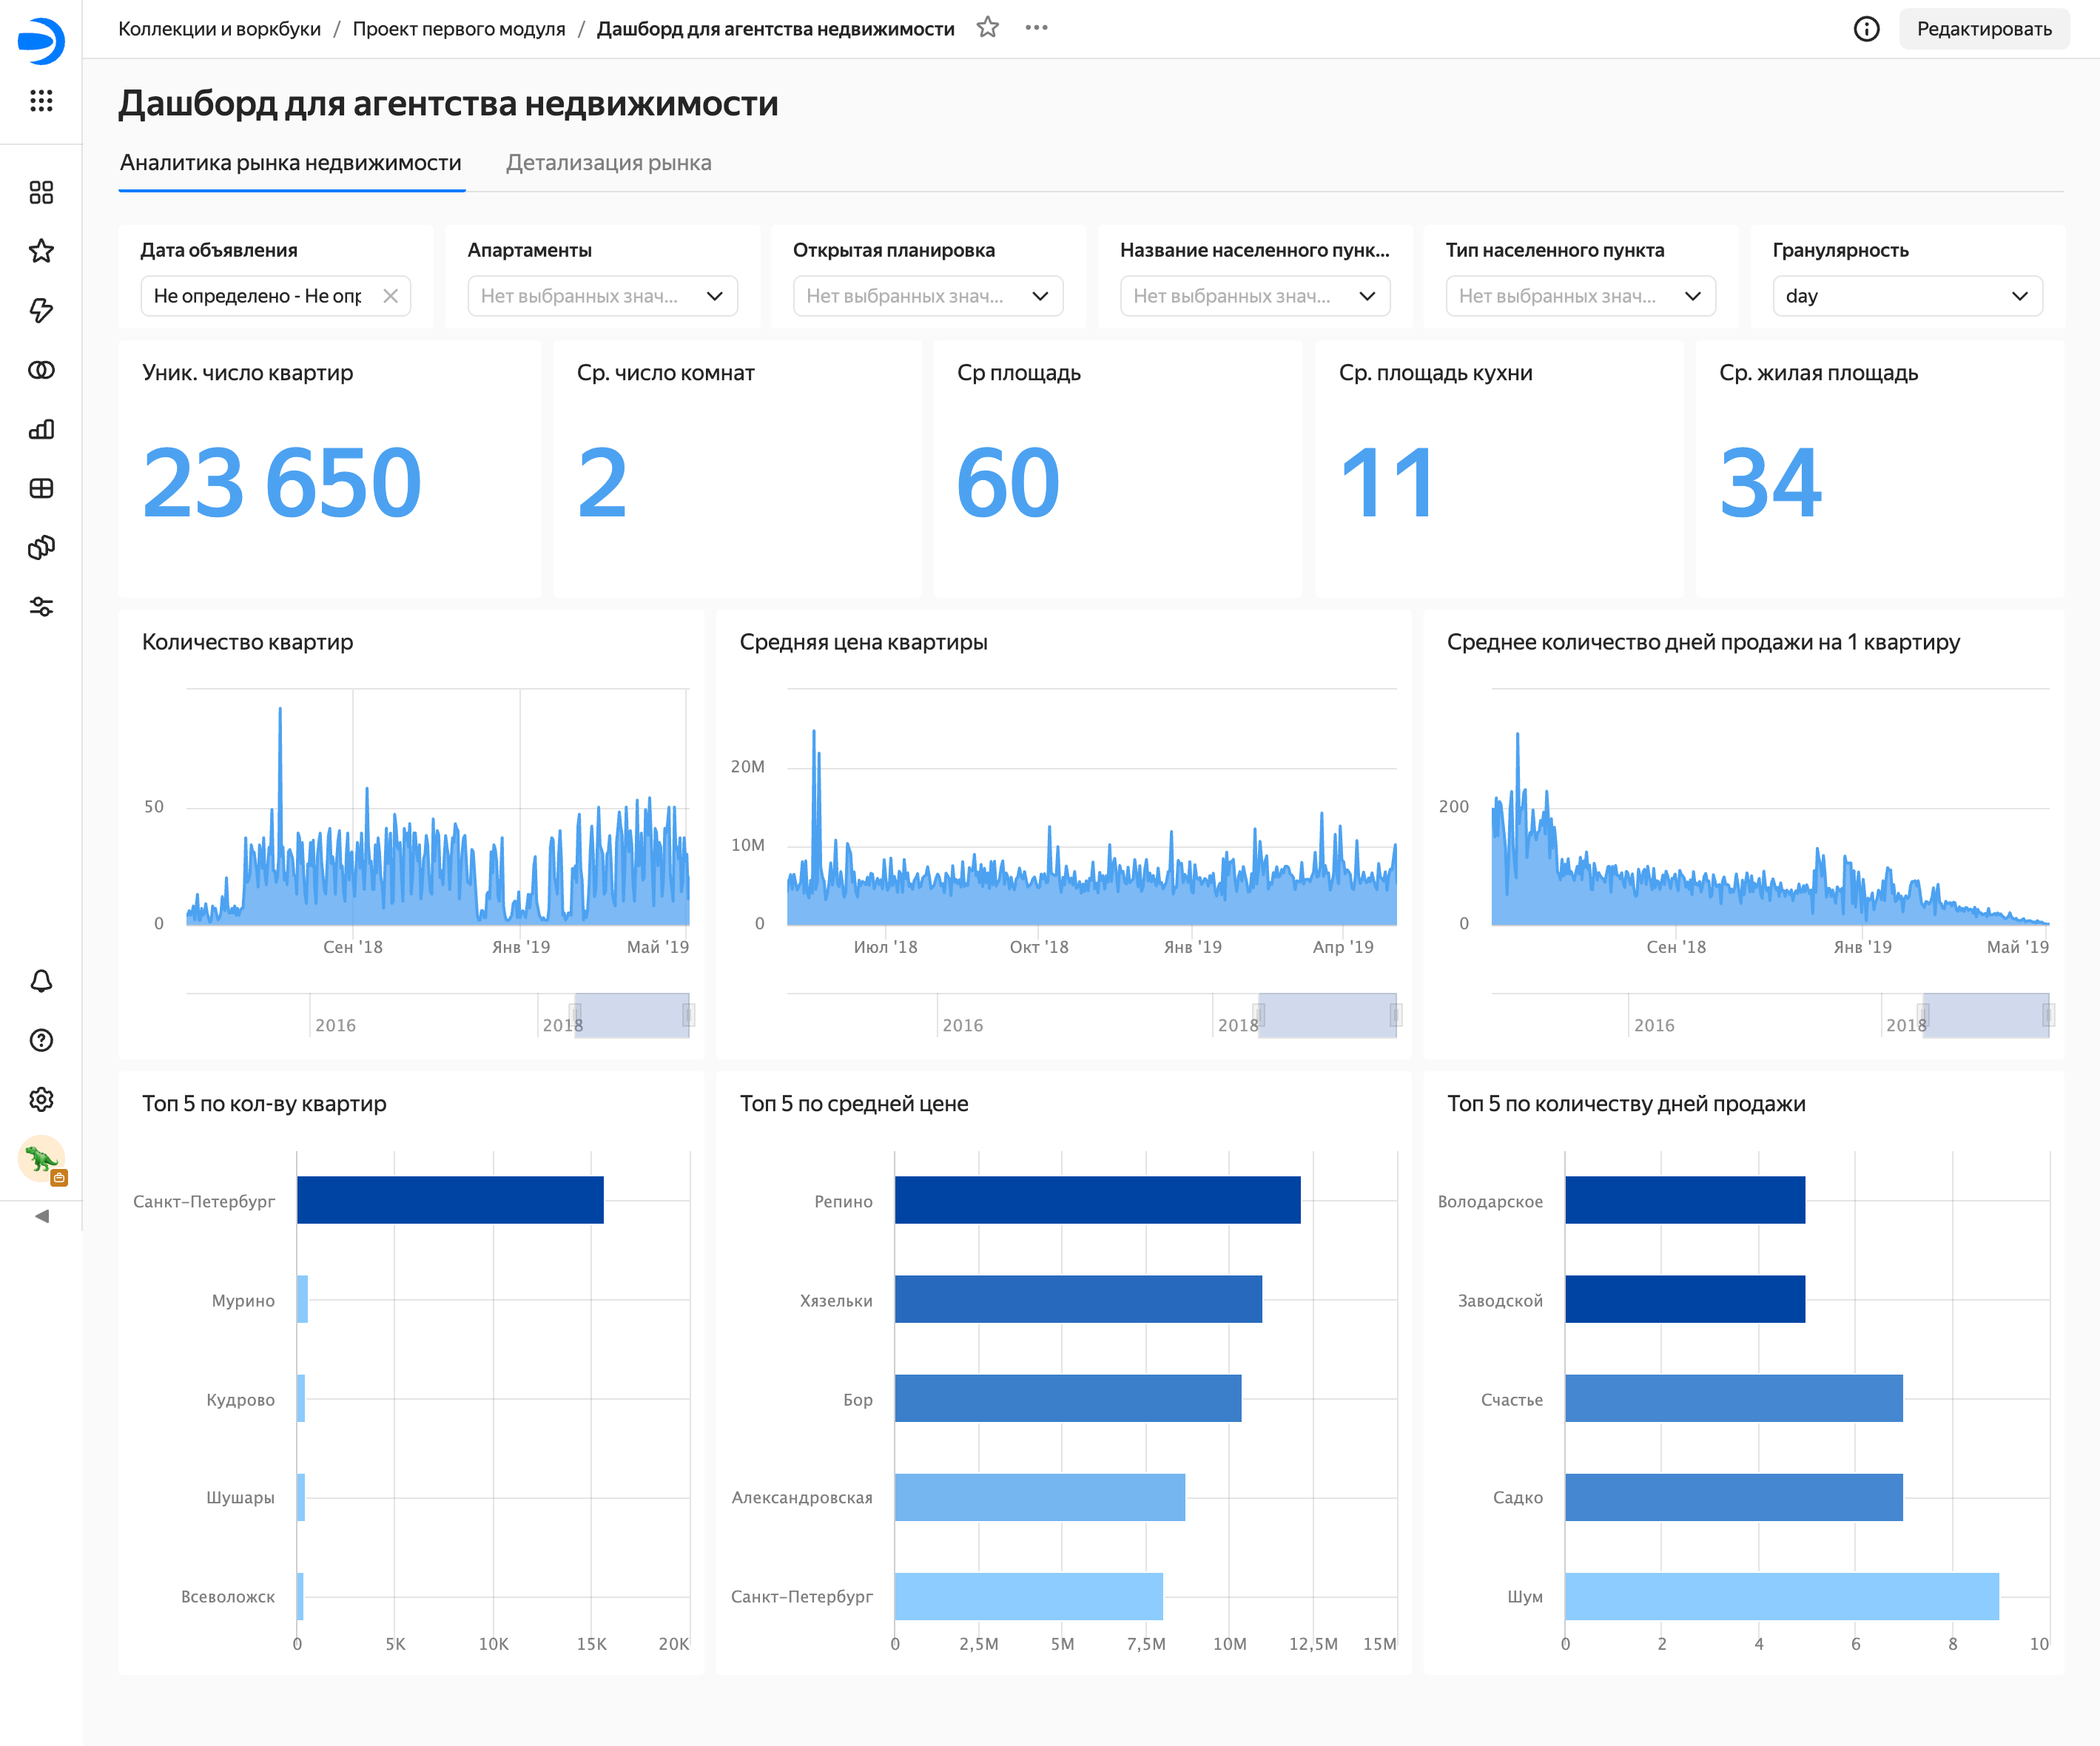 Коллекции и воркбуки / Проект первого модуля / Дашборд для агентства недвижимости
Редактировать
Дашборд для агентства недвижимости
Аналитика рынка недвижимости
Детализация рынка
Дата объявления
Не определено - Не опр
Апартаменты
Нет выбранных знач...
Открытая планировка
Нет выбранных знач...
Название населенного пунк...
Нет выбранных знач...
Тип населенного пункта
Нет выбранных знач...
Гранулярность
day
Уник. число квартир
23 650
Ср. число комнат
2
Ср площадь
60
Ср. площадь кухни
11
Ср. жилая площадь
34
Количество квартир
50
0
Сен '18
Янв '19
Май '19
2016
2018
Средняя цена квартиры
20M
10M
0
Июл '18
Окт '18
Янв '19
Апр '19
2016
2018
Среднее количество дней продажи на 1 квартиру
200
0
Сен '18
Янв '19
Май '19
2016
2018
Топ 5 по кол-ву квартир
Санкт-Петербург
Мурино
Кудрово
Шушары
Всеволожск
0
5K
10K
15K
20K
Топ 5 по средней цене
Репино
Хязельки
Бор
Александровская
Санкт-Петербург
0
2,5M
5M
7,5M
10M
12,5M
15M
Топ 5 по количеству дней продажи
Володарское
Заводской
Счастье
Садко
Шум
0
2
4
6
8
10